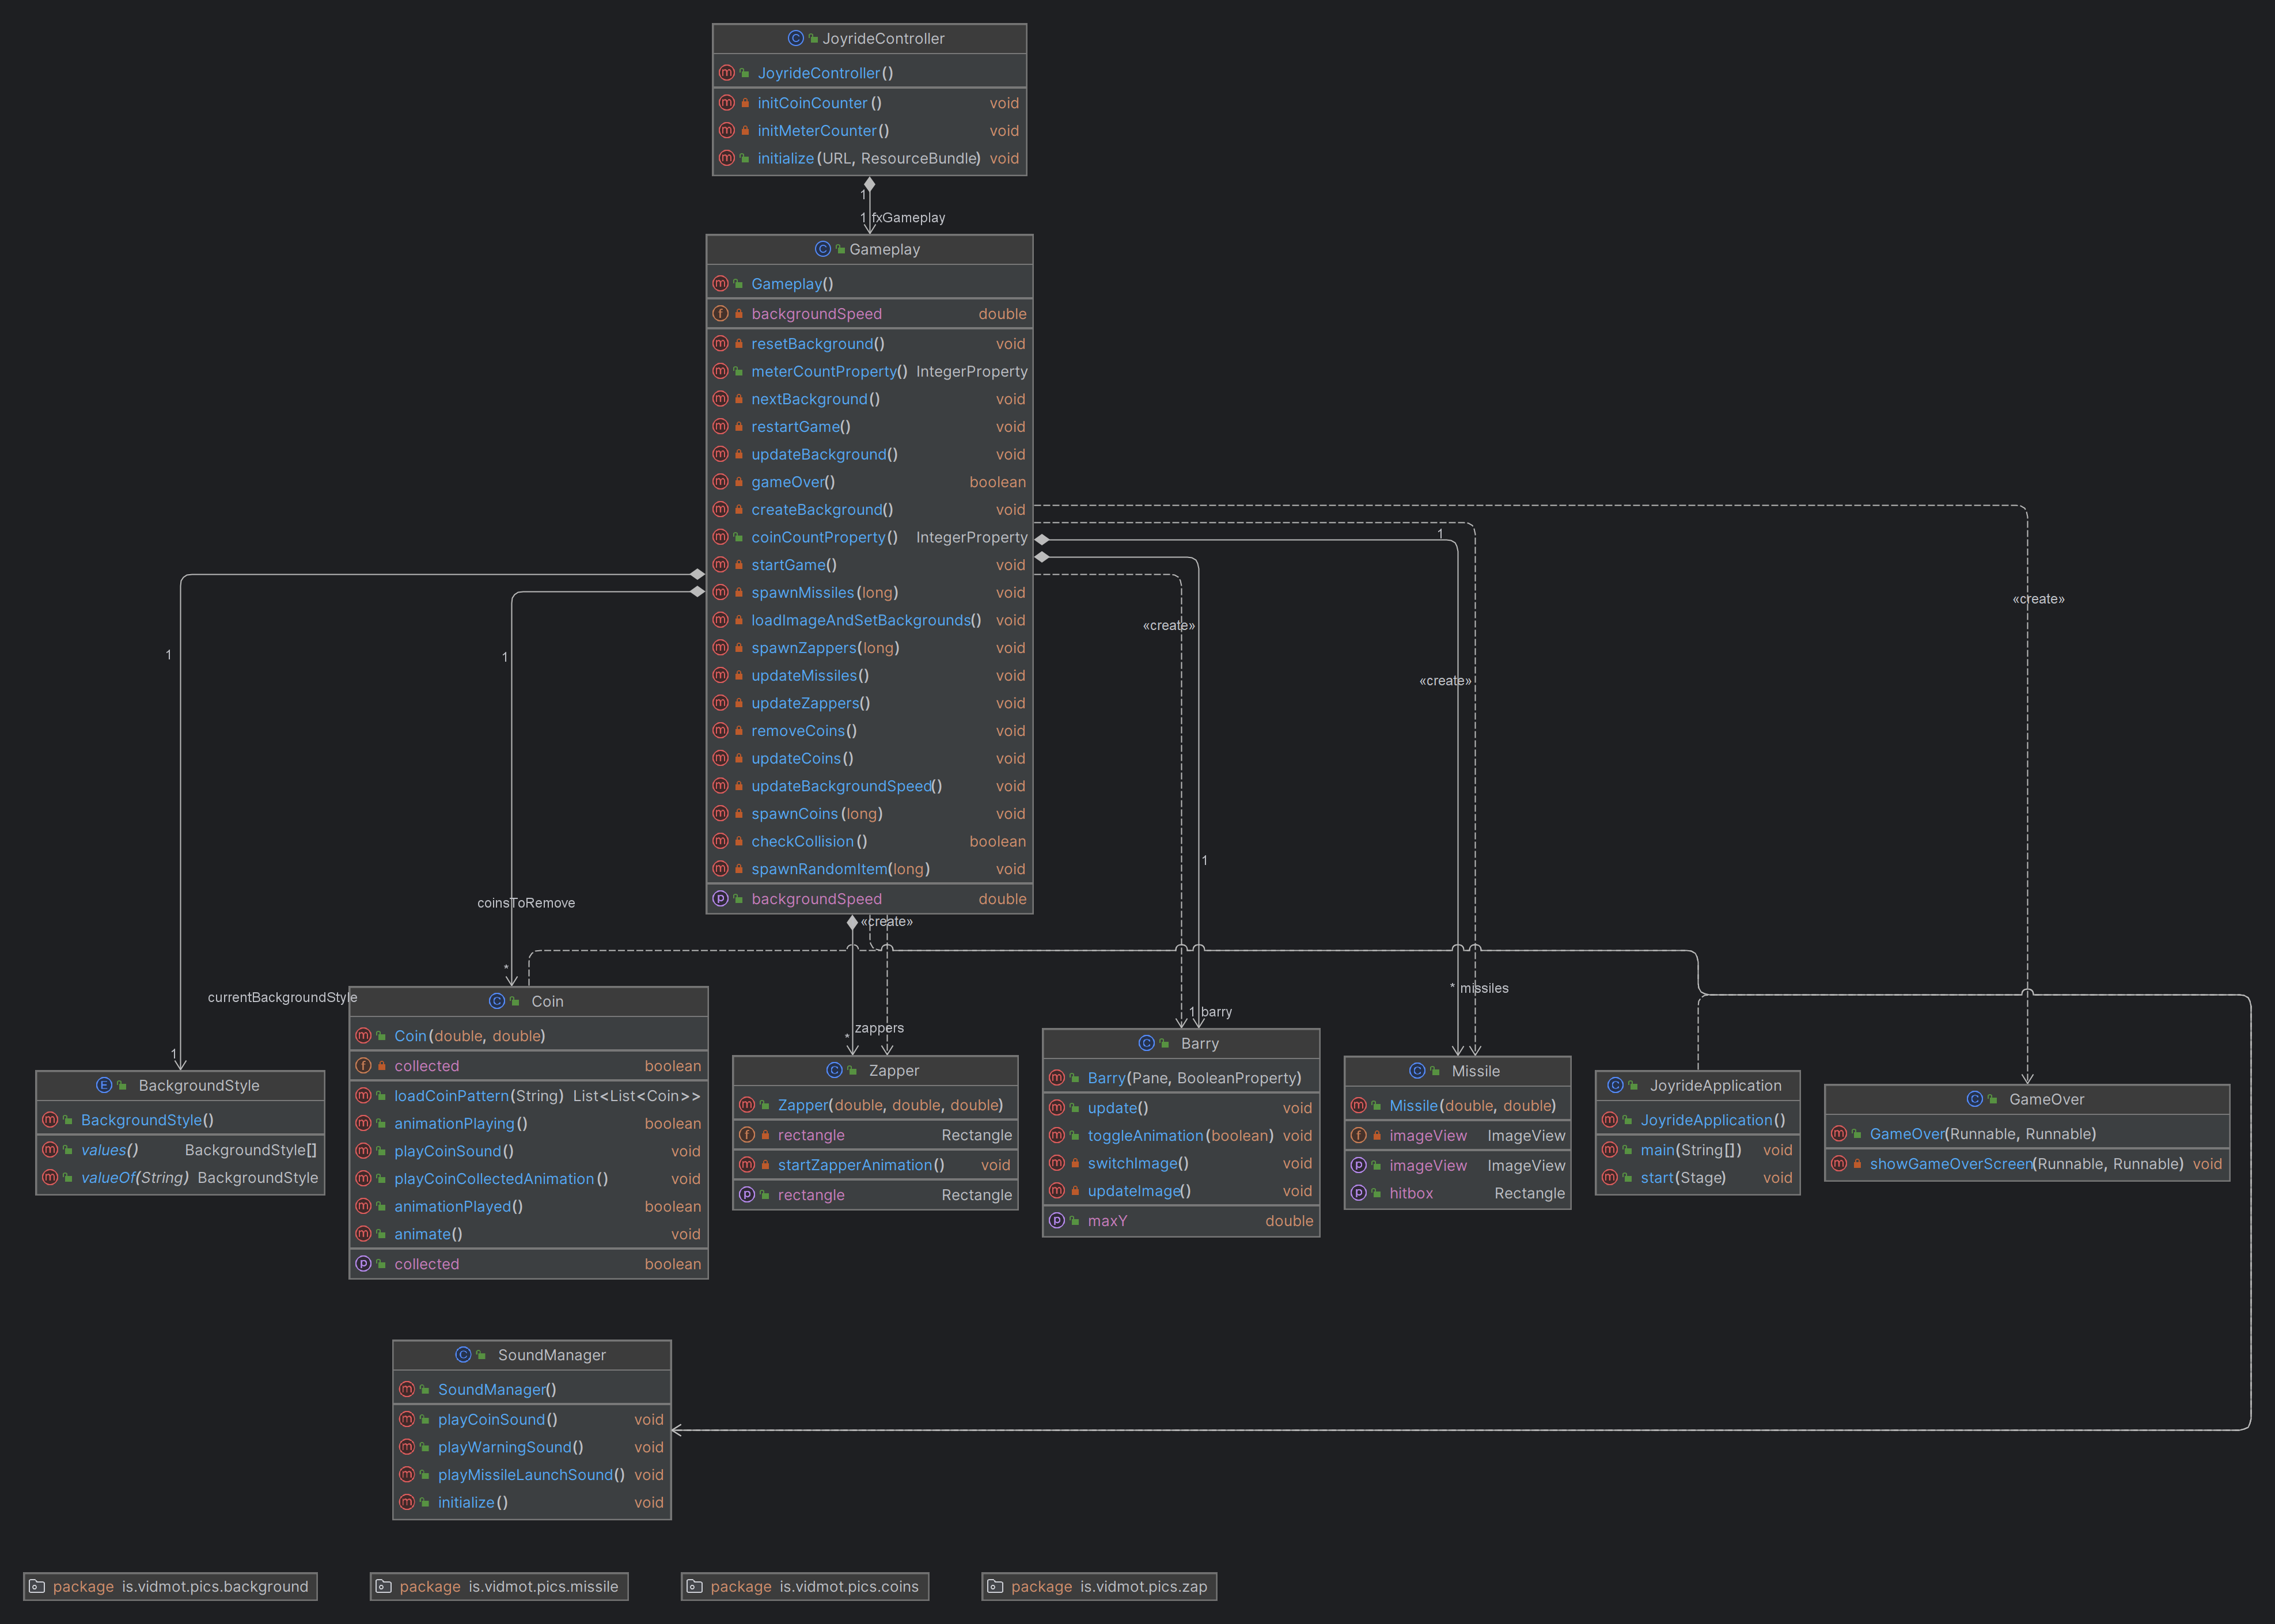 JoyrideController
JoyrideController()
initCoinCounter() void
initMeterCounter() void
initialize(URL, ResourceBundle) void
1
1 fxGameplay
Gameplay
Gameplay()
backgroundSpeed double
resetBackground() void
meterCountProperty() IntegerProperty
nextBackground() void
restartGame() void
updateBackground() void
gameOver() boolean
createBackground() void
coinCountProperty() IntegerProperty
startGame() void
spawnMissiles(long) void
loadImageAndSetBackgrounds() void
spawnZappers(long) void
updateMissiles() void
updateZappers() void
removeCoins() void
updateCoins() void
updateBackgroundSpeed() void
spawnCoins(long) void
checkCollision() boolean
spawnRandomItem(long) void
backgroundSpeed double
1
«create»
«create»
1
1
«create»
1
coinsToRemove
«create»
*
currentBackgroundStyle
1
* zappers
1 barry
* missiles
BackgroundStyle
BackgroundStyle()
values() BackgroundStyle[]
valueOf(String) BackgroundStyle
Coin
Coin(double, double)
collected boolean
loadCoinPattern(String) List<List<Coin>>
animationPlaying() boolean
playCoinSound() void
playCoinCollectedAnimation() void
animationPlayed() boolean
animate() void
collected boolean
Zapper
Zapper(double, double, double)
rectangle Rectangle
startZapperAnimation() void
rectangle Rectangle
Barry
Barry(Pane, BooleanProperty)
update() void
toggleAnimation(boolean) void
switchImage() void
updateImage() void
maxY double
Missile
Missile(double, double)
imageView ImageView
imageView ImageView
hitbox Rectangle
JoyrideApplication
JoyrideApplication()
main(String[]) void
start(Stage) void
GameOver
GameOver(Runnable, Runnable)
showGameOverScreen(Runnable, Runnable) void
1
SoundManager
SoundManager()
playCoinSound() void
playWarningSound() void
playMissileLaunchSound() void
initialize() void
package is.vidmot.pics.background
package is.vidmot.pics.missile
package is.vidmot.pics.coins
package is.vidmot.pics.zap